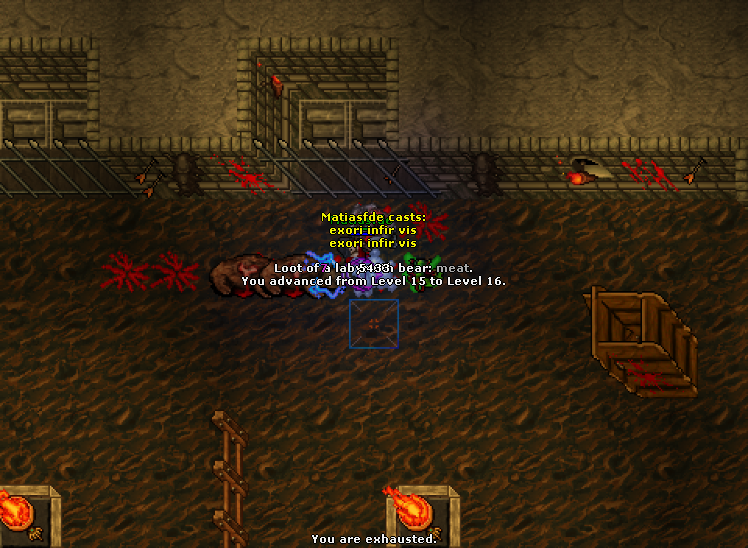 Matiasfde casts:
exori infir vis
exori infir vis
Loot of a bear: meat.
5433
You advanced from Level 15 to Level 16.
You are exhausted.